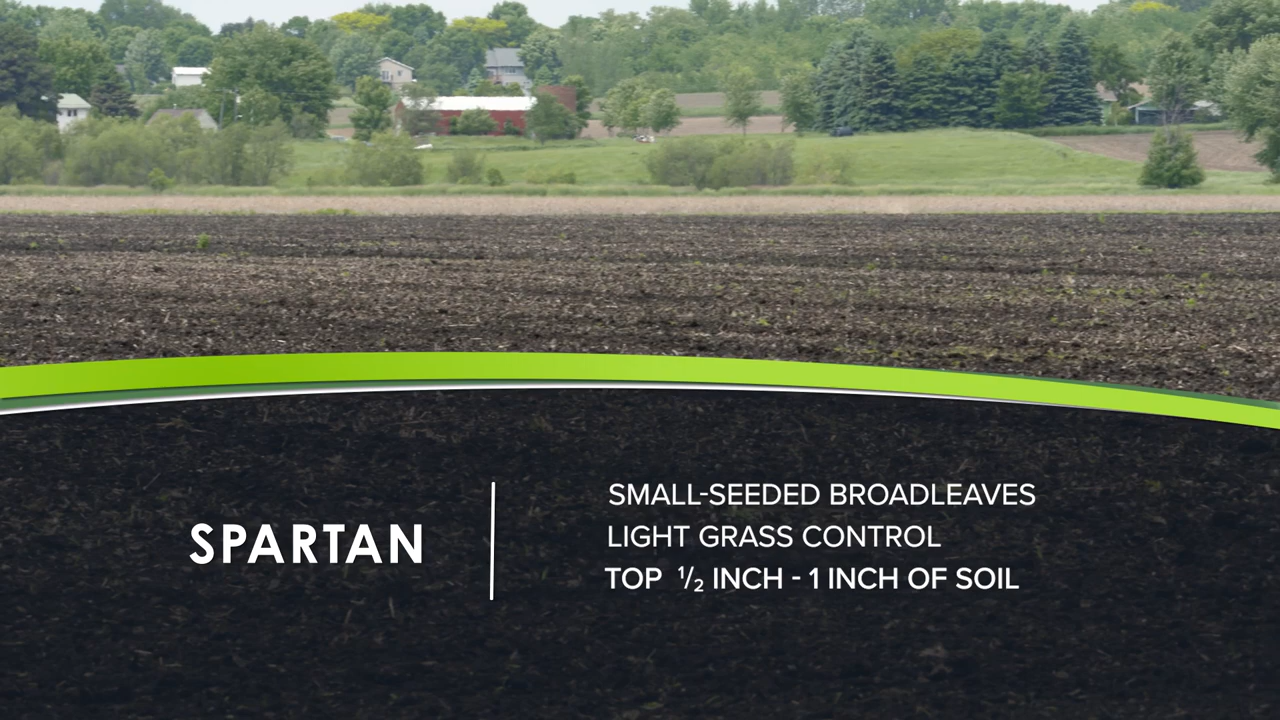 SPARTAN
SMALL-SEEDED BROADLEAVES
LIGHT GRASS CONTROL
TOP ½ INCH - 1 INCH OF SOIL